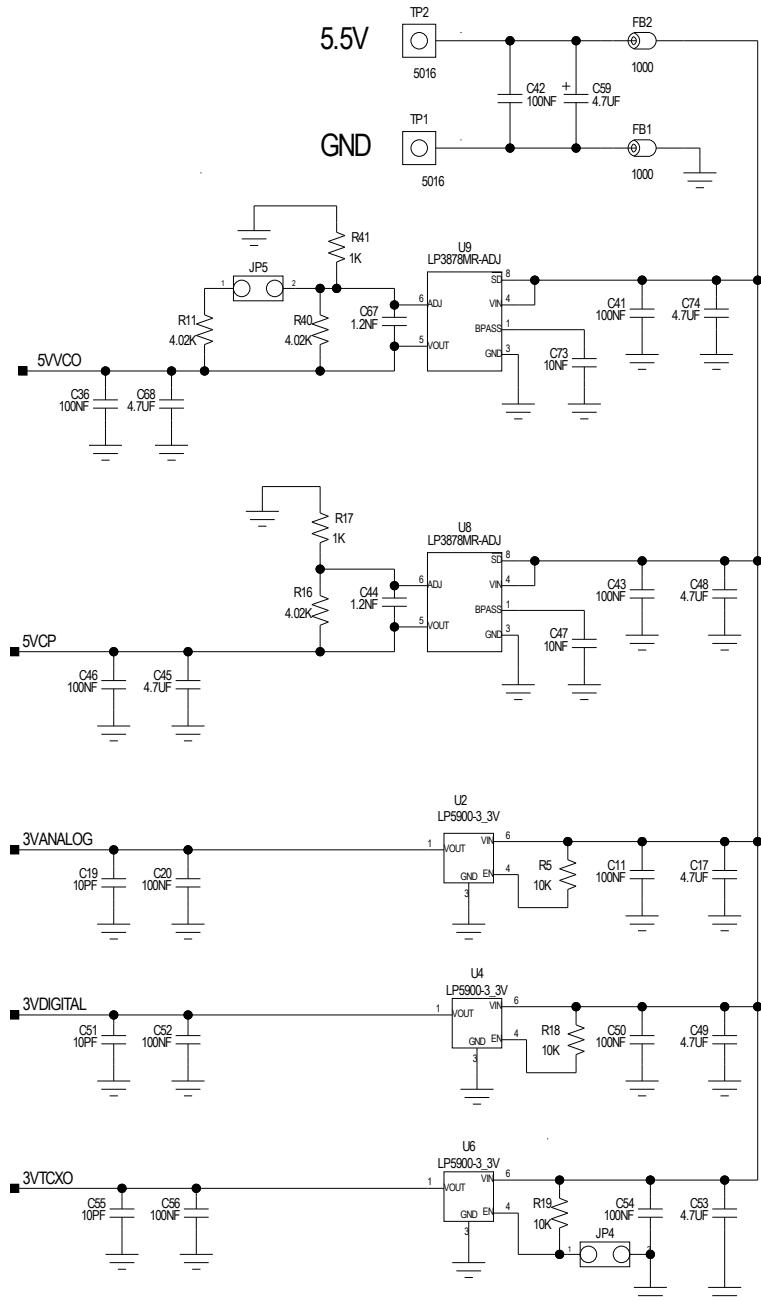 5.5V
TP2
5016
C42
100NF
+
C59
4.7UF
FB2
1000
GND
TP1
5016
FB1
1000
R41
1K
JP5
1
2
R11
4.02K
R40
4.02K
C67
1.2NF
U9
LP3878MR-ADJ
6
ADJ
5
VOUT
SD
8
VIN
4
BPASS
1
GND
3
C73
10NF
C41
100NF
C74
4.7UF
5VVCO
C36
100NF
C68
4.7UF
R17
1K
R16
4.02K
C44
1.2NF
U8
LP3878MR-ADJ
6
ADJ
5
VOUT
SD
8
VIN
4
BPASS
1
GND
3
C47
10NF
C43
100NF
C48
4.7UF
5VCP
C46
100NF
C45
4.7UF
U2
LP5900-3_3V
3VANALOG
1
VOUT
VIN
6
GND
EN
4
3
R5
10K
C11
100NF
C17
4.7UF
C19
10PF
C20
100NF
U4
LP5900-3_3V
3VDIGITAL
1
VOUT
VIN
6
GND
EN
4
3
R18
10K
C50
100NF
C49
4.7UF
C51
10PF
C52
100NF
U6
LP5900-3_3V
3VTCXO
1
VOUT
VIN
6
GND
EN
4
3
R19
10K
JP4
1
2
C54
100NF
C53
4.7UF
C55
10PF
C56
100NF